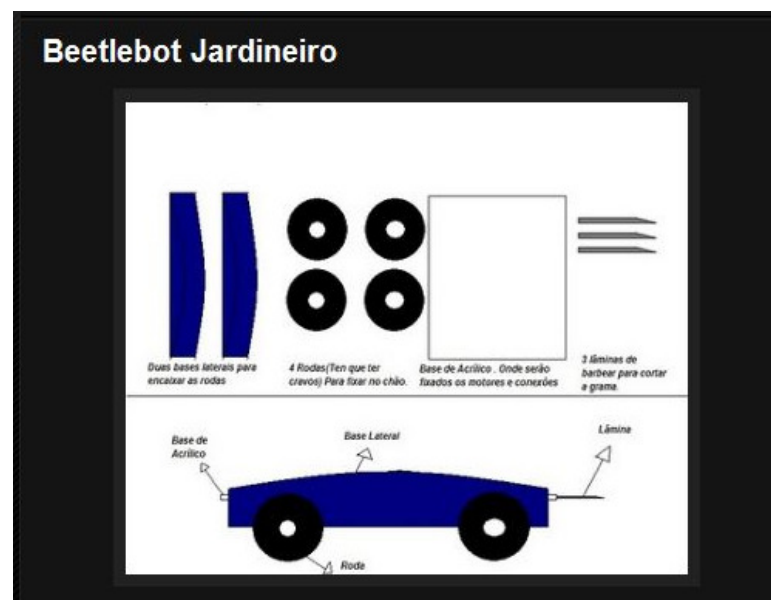 Beetlebot Jardineiro
Duas bases laterais para
encaixar as rodas
4 Rodas(Ten que ter
cravos) Para fixar no chão.
Base de Acrílico . Onde serão
fixados os motores e conexões
3 lâminas de
barbear para cortar
a grama.
Base de
Acrílico
Base Lateral
Lâmina
Roda